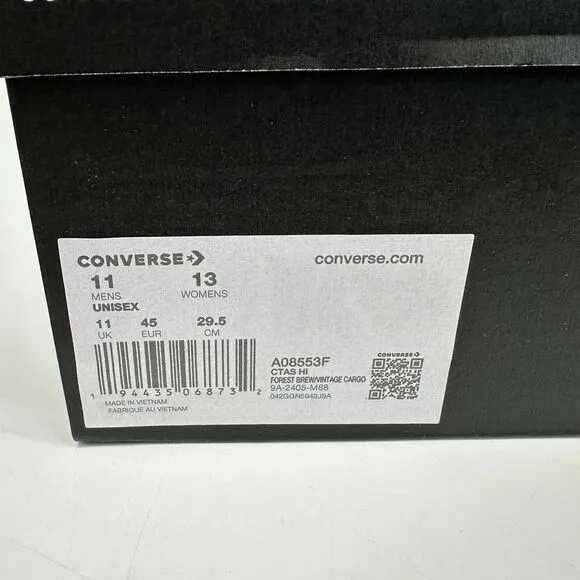 CONVERSE
converse.com
11 13
MENS WOMENS
UNISEX
11 45 29.5
UK EUR CM
A08553F
CTAS HI
FOREST BREW/VINTAGE CARGO
9A-2405-M88
042GGN5949J9A
CONVERSE
1 94435 06873 2
MADE IN VIETNAM
FABRIQUE AU VIETNAM